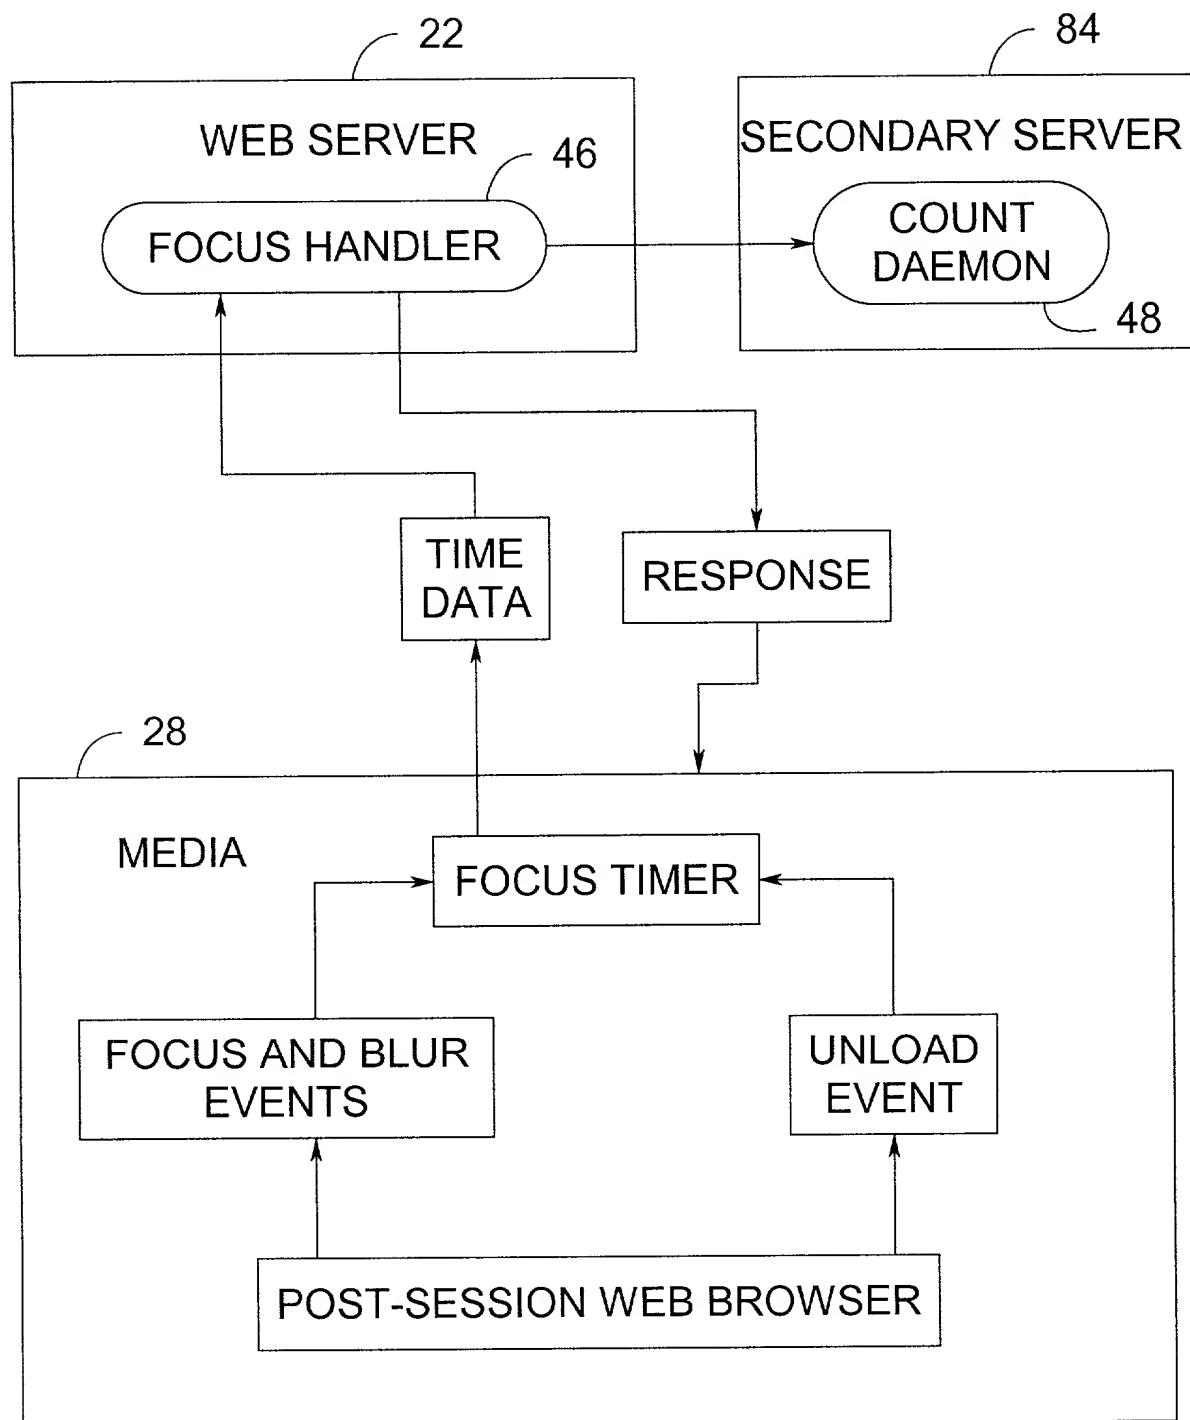 22
84
WEB SERVER
SECONDARY SERVER
46
FOCUS HANDLER
COUNT
DAEMON
48
TIME
DATA
RESPONSE
28
MEDIA
FOCUS TIMER
FOCUS AND BLUR
EVENTS
UNLOAD
EVENT
POST-SESSION WEB BROWSER